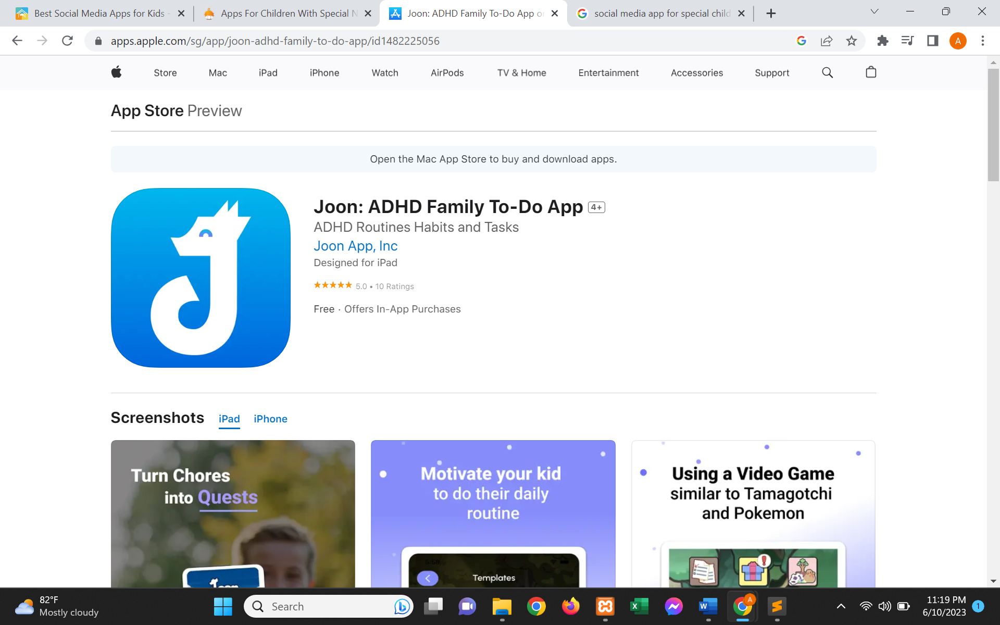 Best Social Media Apps for Kids -
Apps For Children With Special N
Joon: ADHD Family To-Do App o
social media app for special child
apps.apple.com/sg/app/joon-adhd-family-to-do-app/id1482225056
A
Store
Mac
iPad
iPhone
Watch
AirPods
TV & Home
Entertainment
Accessories
Support
App Store Preview
Open the Mac App Store to buy and download apps.
Joon: ADHD Family To-Do App 4+
ADHD Routines Habits and Tasks
Joon App, Inc
Designed for iPad
★★★★★ 5.0 • 10 Ratings
Free · Offers In-App Purchases
Screenshots
iPad
iPhone
Turn Chores
into Quests
Motivate your kid
to do their daily
routine
5:58
Templates
Using a Video Game
similar to Tamagotchi
and Pokemon
82°F
Mostly cloudy
Search
A
11:19 PM
6/10/2023
1